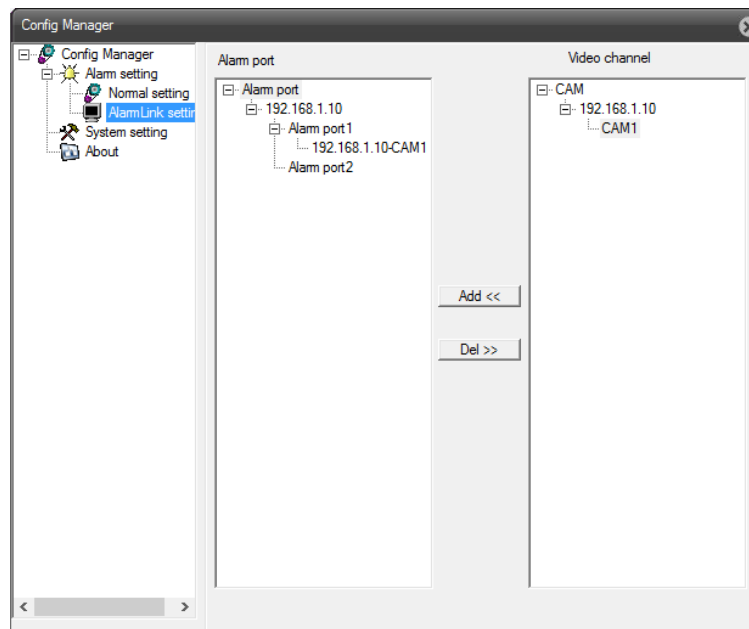 Config Manager
Config Manager
Alarm setting
Normal setting
AlarmLink settin
System setting
About
Alarm port
Alarm port
192.168.1.10
Alarm port1
192.168.1.10-CAM1
Alarm port2
Add <<
Del >>
Video channel
CAM
192.168.1.10
CAM1